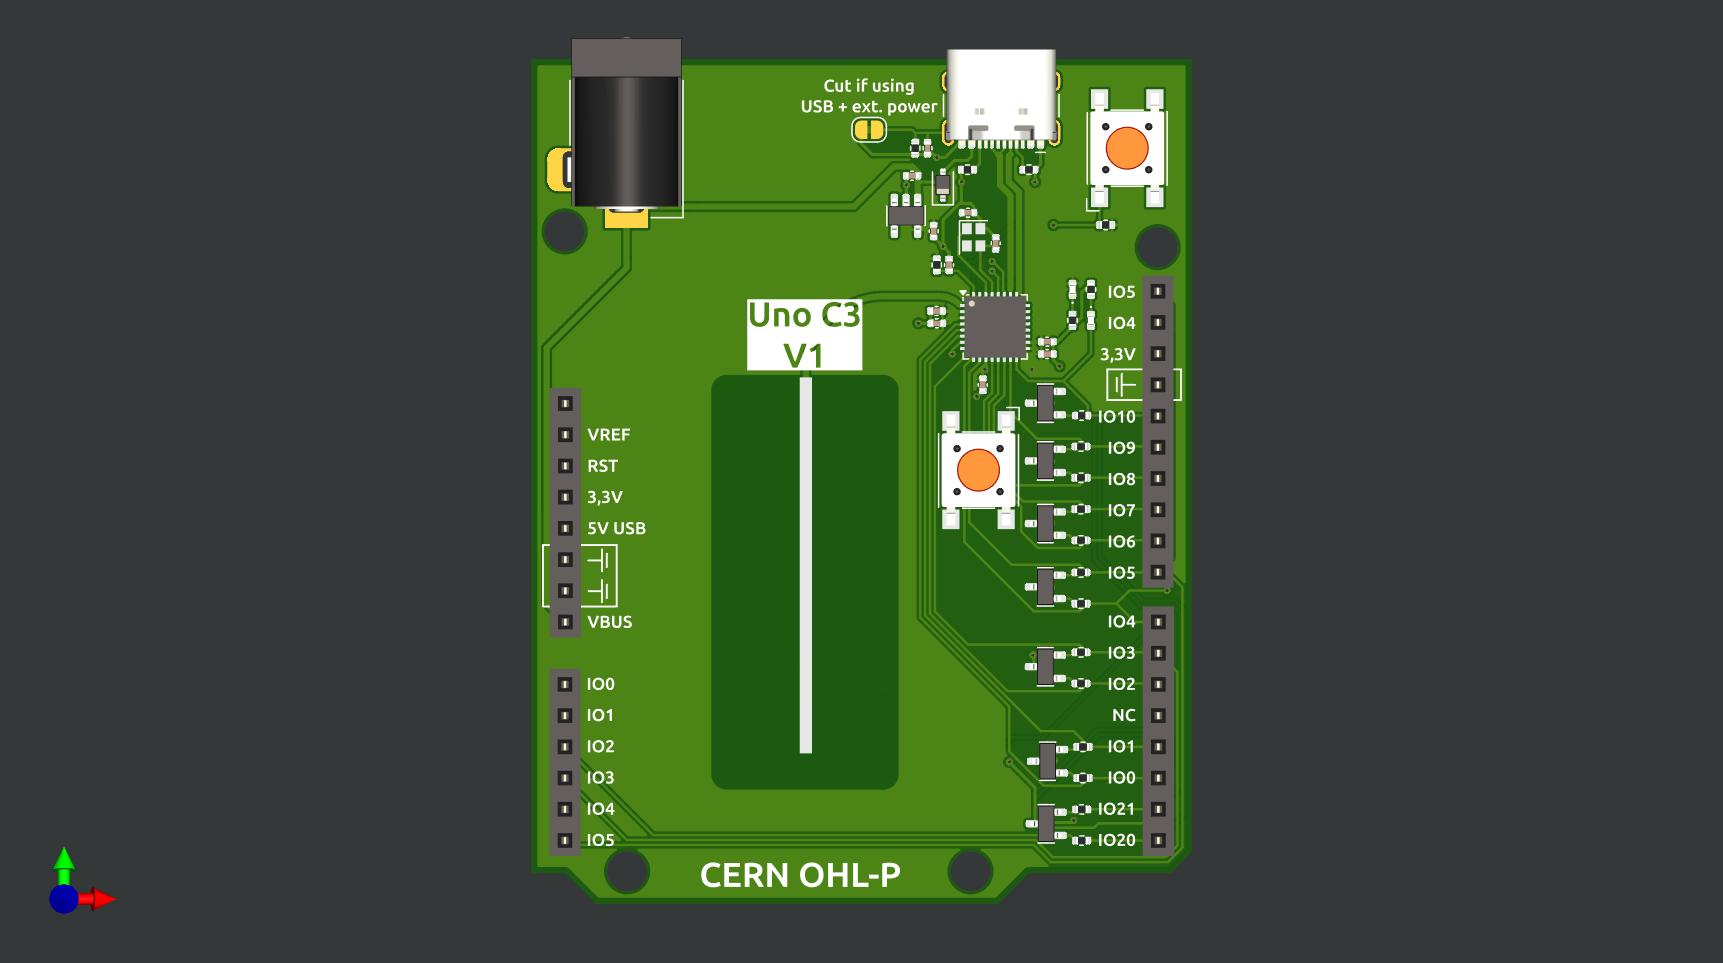 Cut if using
USB + ext. power
Uno C3
V1
VREF
RST
3,3V
5V USB
VBUS
IO0
IO1
IO2
IO3
IO4
IO5
IO5
IO4
3,3V
IO10
IO9
IO8
IO7
IO6
IO5
IO4
IO3
IO2
NC
IO1
IO0
IO21
IO20
CERN OHL-P